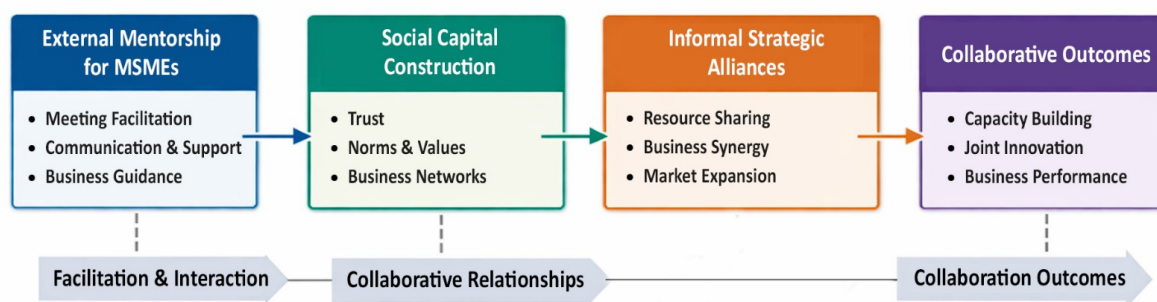 External Mentorship
for MSMEs
• Meeting Facilitation
• Communication & Support
• Business Guidance
Social Capital
Construction
• Trust
• Norms & Values
• Business Networks
Informal Strategic
Alliances
• Resource Sharing
• Business Synergy
• Market Expansion
Collaborative Outcomes
• Capacity Building
• Joint Innovation
• Business Performance
Facilitation & Interaction
Collaborative Relationships
Collaboration Outcomes